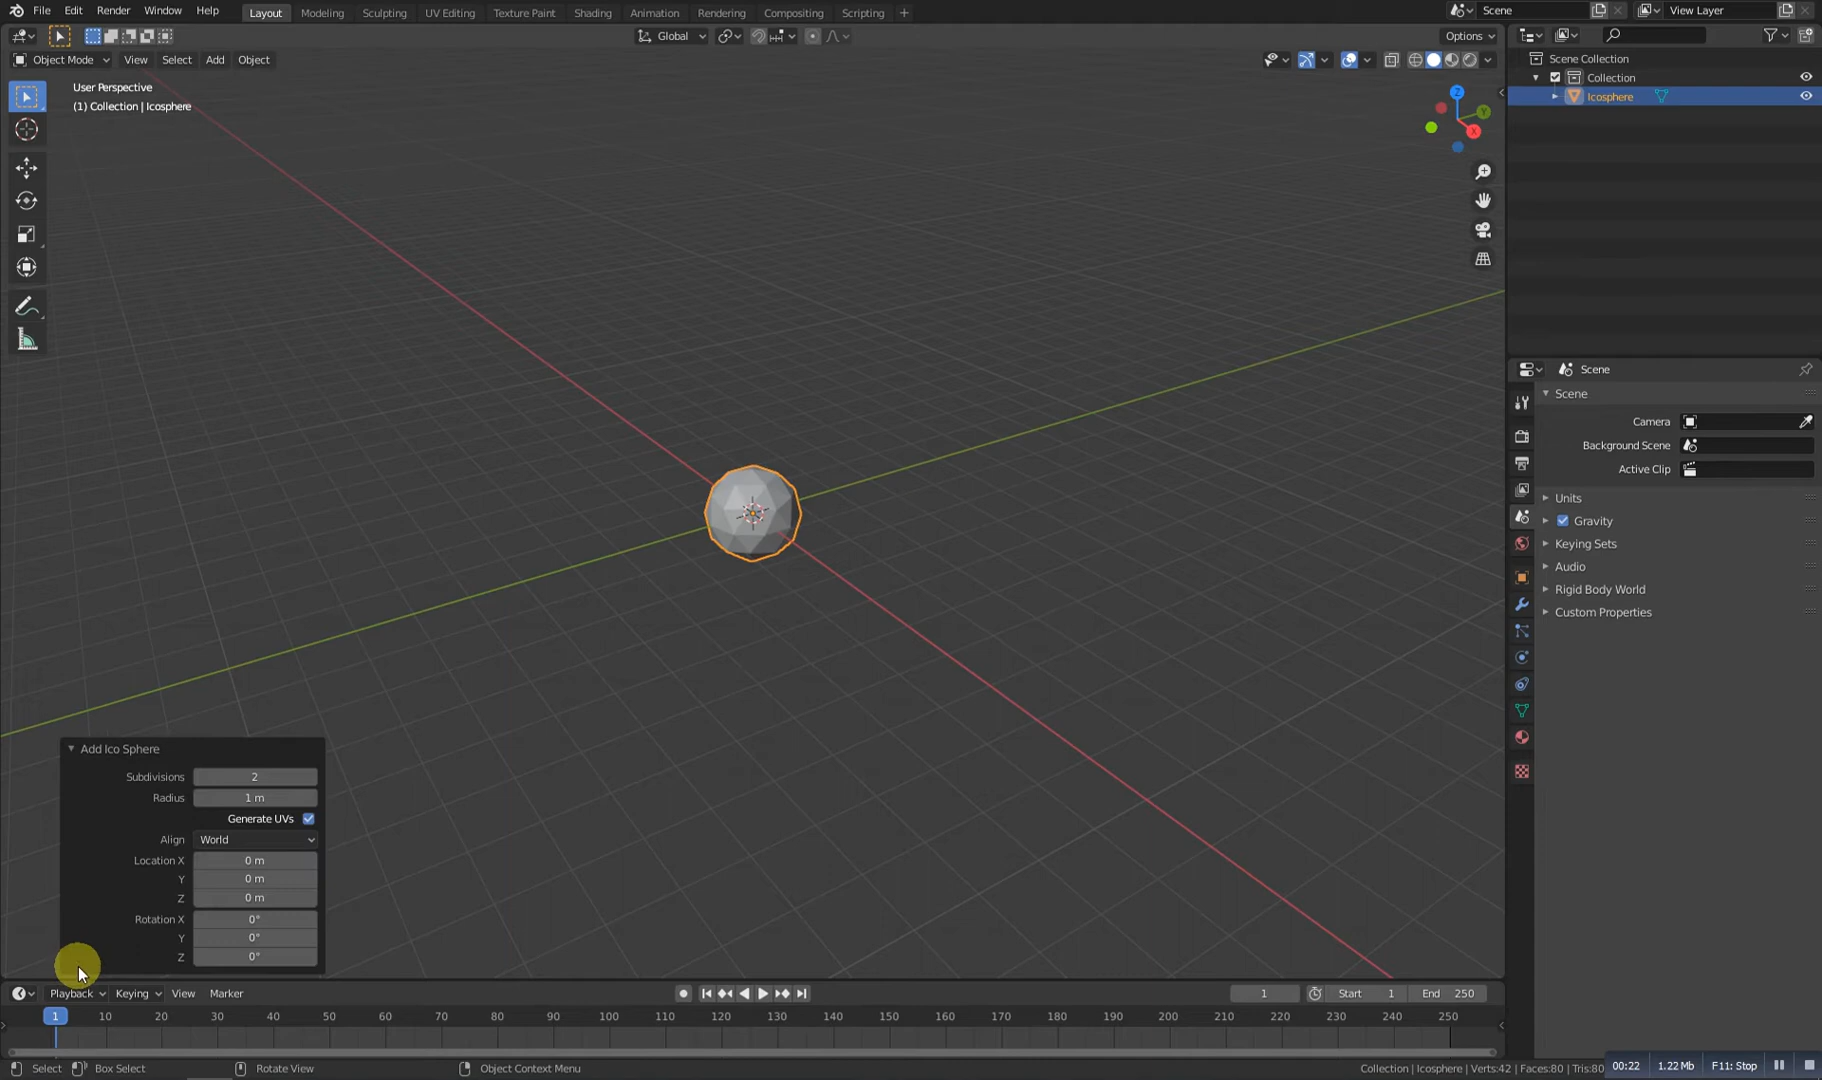 File Edit Render Window Help Layout Modeling Sculpting UV Editing Texture Paint Shading Animation Rendering Compositing Scripting + Scene View Layer
Global Options
Object Mode View Select Add Object
User Perspective
(1) Collection | Icosphere
Z
Y
X
Scene Collection
Collection
Icosphere
Scene
Scene
Camera
Background Scene
Active Clip
Units
Gravity
Keying Sets
Audio
Rigid Body World
Custom Properties
Add Ico Sphere
Subdivisions 2
Radius 1 m
Generate UVs
Align World
Location X 0 m
Y 0 m
Z 0 m
Rotation X 0°
Y 0°
Z 0°
Playback Keying View Marker 1 Start 1 End 250
1 10 20 30 40 50 60 70 80 90 100 110 120 130 140 150 160 170 180 190 200 210 220 230 240 250
Select Box Select Rotate View Object Context Menu Collection | Icosphere | Verts:42 | Faces:80 | Tris:80 00:22 1.22 Mb F11: Stop